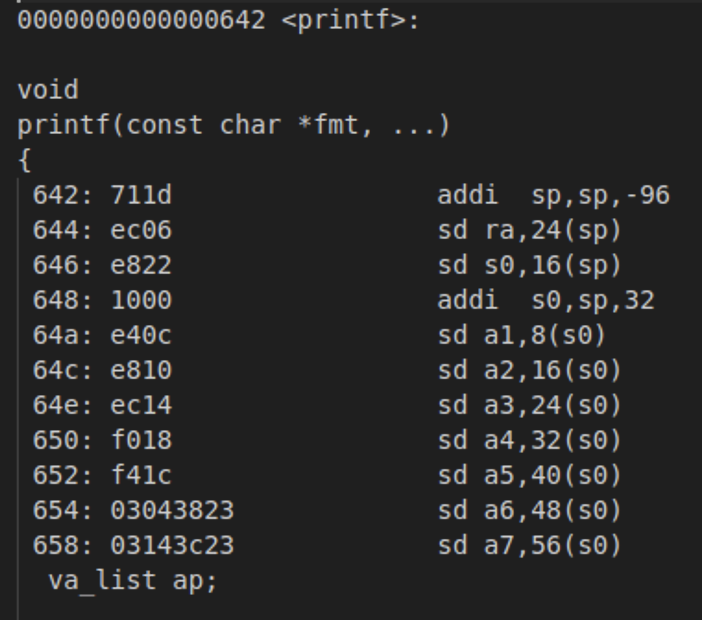 0000000000000642 <printf>:
void
printf(const char *fmt, ...)
{
642: 711d addi sp,sp,-96
644: ec06 sd ra,24(sp)
646: e822 sd s0,16(sp)
648: 1000 addi s0,sp,32
64a: e40c sd a1,8(s0)
64c: e810 sd a2,16(s0)
64e: ec14 sd a3,24(s0)
650: f018 sd a4,32(s0)
652: f41c sd a5,40(s0)
654: 03043823 sd a6,48(s0)
658: 03143c23 sd a7,56(s0)
va_list ap;